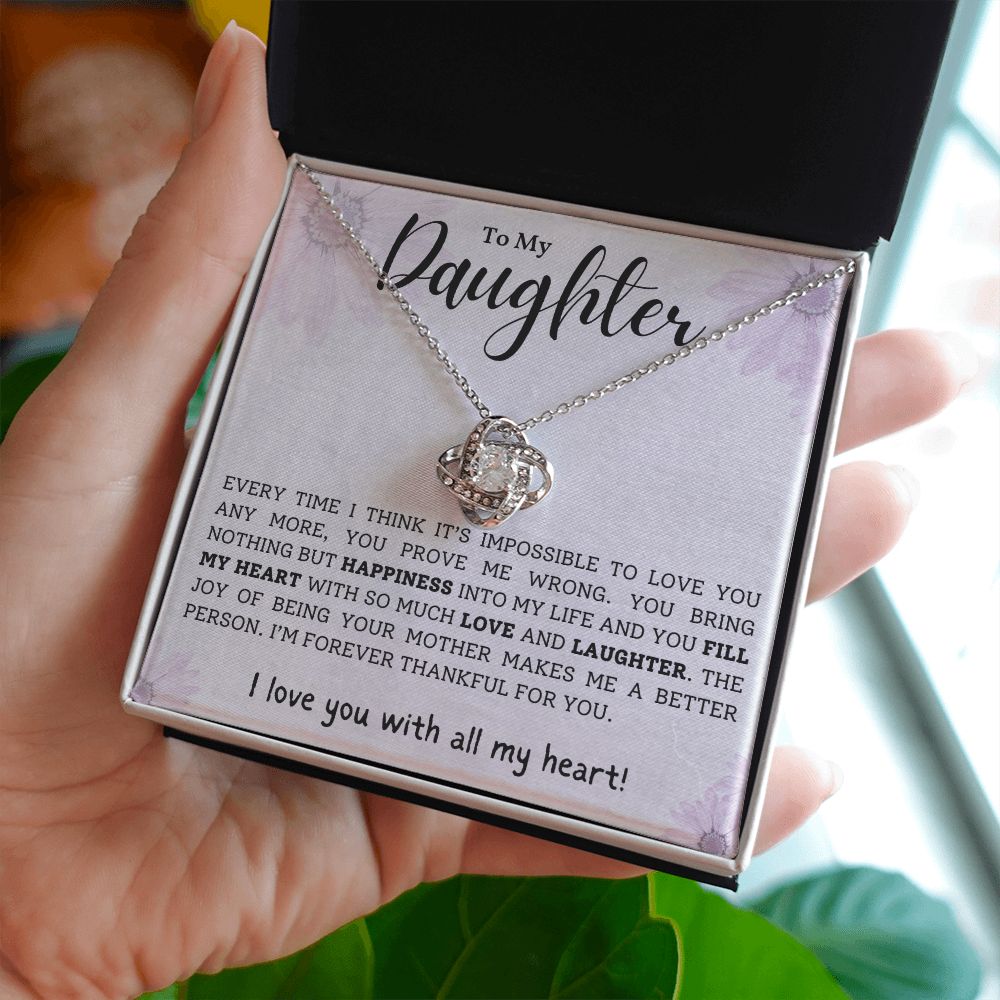 To My
Daughter
EVERY TIME I THINK IT'S IMPOSSIBLE TO LOVE YOU
ANY MORE, YOU PROVE ME WRONG. YOU BRING
NOTHING BUT HAPPINESS INTO MY LIFE AND YOU FILL
MY HEART WITH SO MUCH LOVE AND LAUGHTER. THE
JOY OF BEING YOUR MOTHER MAKES ME A BETTER
PERSON. I'M FOREVER THANKFUL FOR YOU.
I love you with all my heart!